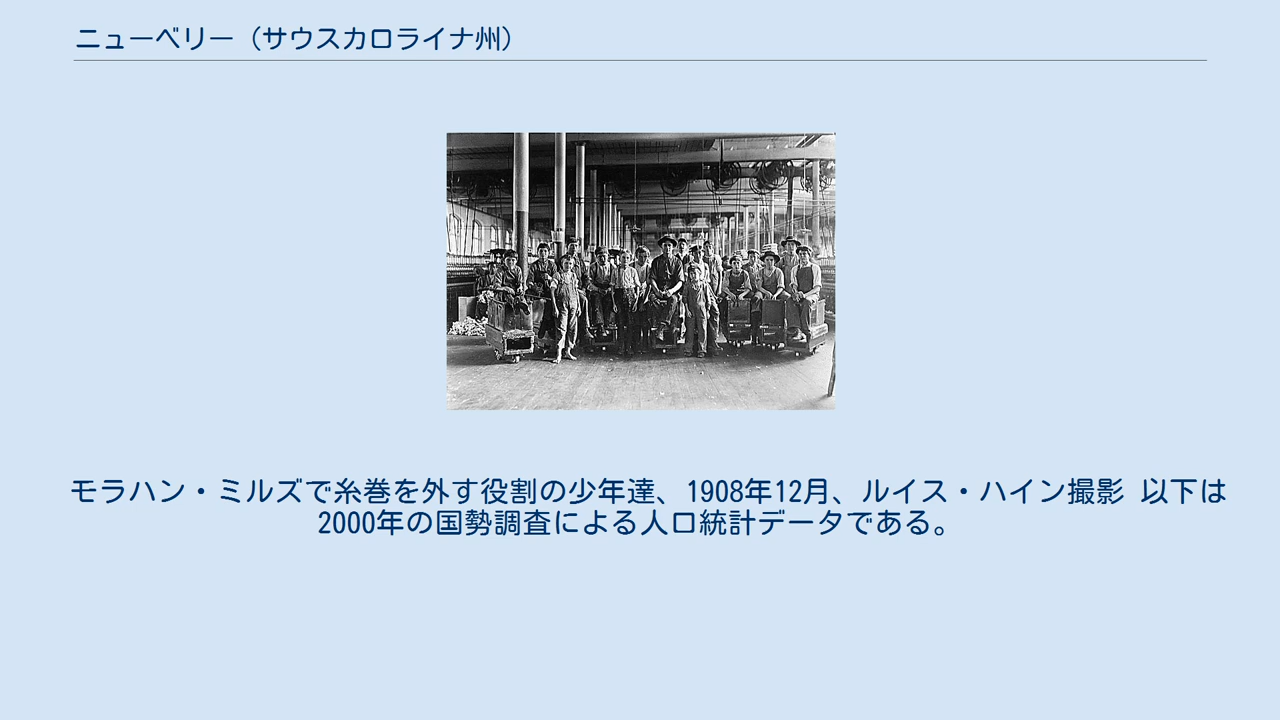 ニューベリー（サウスカロライナ州）
モラハン・ミルズで糸巻を外す役割の少年達、1908年12月、ルイス・ハイン撮影 以下は
2000年の国勢調査による人口統計データである。